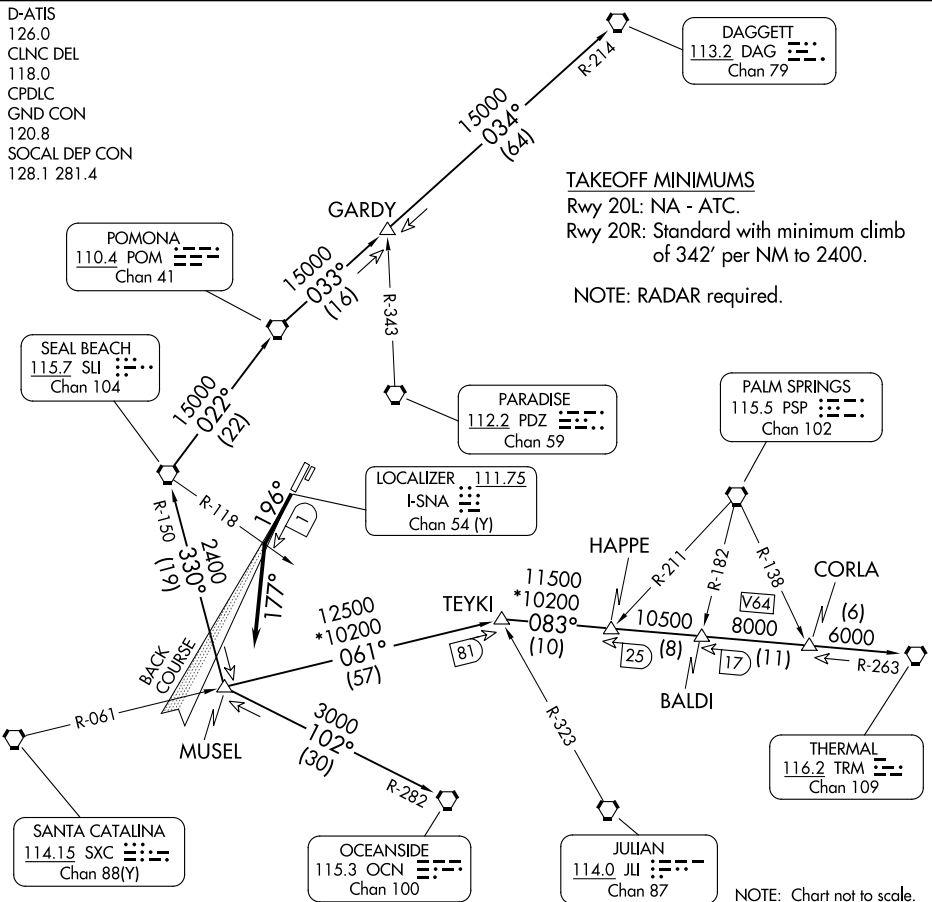 D-ATIS
126.0
CLNC DEL
118.0
CPDLC
GND CON
120.8
SOCAL DEP CON
128.1 281.4
DAGGETT
113.2 DAG
Chan 79
R-214
15000
034°
(64)
TAKEOFF MINIMUMS
Rwy 20L: NA - ATC.
Rwy 20R: Standard with minimum climb
of 342' per NM to 2400.
NOTE: RADAR required.
GARDY
POMONA
110.4 POM
Chan 41
15000
033°
(16)
R-343
SEAL BEACH
115.7 SLI
Chan 104
15000
022°
(22)
PARADISE
112.2 PDZ
Chan 59
PALM SPRINGS
115.5 PSP
Chan 102
LOCALIZER 111.75
I-SNA
Chan 54 (Y)
196°
1
R-118
R-150
2400
330°
(19)
177°
HAPPE
R-211
R-182
R-138
CORLA
TEYKI
11500
*10200
083°
(10)
10500
(8)
V64
8000
(11)
(6)
6000
R-263
12500
*10200
061°
(57)
81
25
17
BALDI
BACK
COURSE
R-061
MUSEL
3000
102°
(30)
R-282
R-323
THERMAL
116.2 TRM
Chan 109
SANTA CATALINA
114.15 SXC
Chan 88(Y)
OCEANSIDE
115.3 OCN
Chan 100
JULIAN
114.0 JLI
Chan 87
NOTE: Chart not to scale.